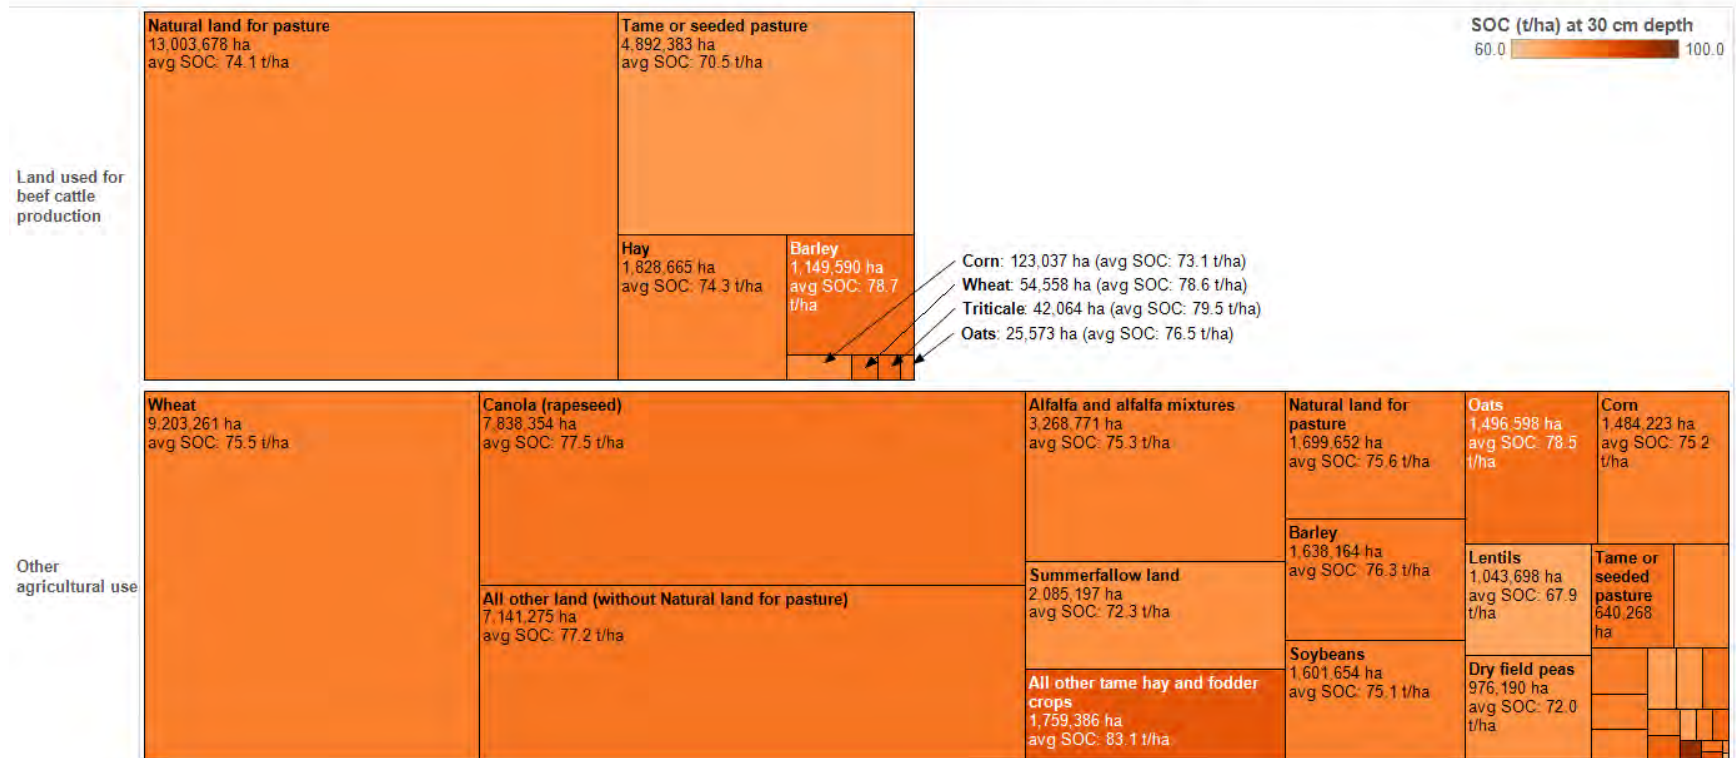 SOC (t/ha) at 30 cm depth
60.0 100.0
Land used for
beef cattle
production
Natural land for pasture
13,003,678 ha
avg SOC: 74.1 t/ha
Tame or seeded pasture
4,892,383 ha
avg SOC: 70.5 t/ha
Hay
1,828,665 ha
avg SOC: 74.3 t/ha
Barley
1,149,590 ha
avg SOC: 78.7
t/ha
Corn: 123,037 ha (avg SOC: 73.1 t/ha)
Wheat: 54,558 ha (avg SOC: 78.6 t/ha)
Triticale: 42,064 ha (avg SOC: 79.5 t/ha)
Oats: 25,573 ha (avg SOC: 76.5 t/ha)
Other
agricultural use
Wheat
9,203,261 ha
avg SOC: 75.5 t/ha
Canola (rapeseed)
7,838,354 ha
avg SOC: 77.5 t/ha
All other land (without Natural land for pasture)
7,141,275 ha
avg SOC: 77.2 t/ha
Alfalfa and alfalfa mixtures
3,268,771 ha
avg SOC: 75.3 t/ha
Summerfallow land
2,085,197 ha
avg SOC: 72.3 t/ha
All other tame hay and fodder
crops
1,759,386 ha
avg SOC: 83.1 t/ha
Natural land for
pasture
1,699,652 ha
avg SOC: 75.6 t/ha
Barley
1,638,164 ha
avg SOC: 76.3 t/ha
Soybeans
1,601,654 ha
avg SOC: 75.1 t/ha
Oats
1,496,598 ha
avg SOC: 78.5
t/ha
Corn
1,484,223 ha
avg SOC: 75.2
t/ha
Lentils
1,043,698 ha
avg SOC: 67.9
t/ha
Tame or
seeded
pasture
640,268
ha
Dry field peas
976,190 ha
avg SOC: 72.0
t/ha